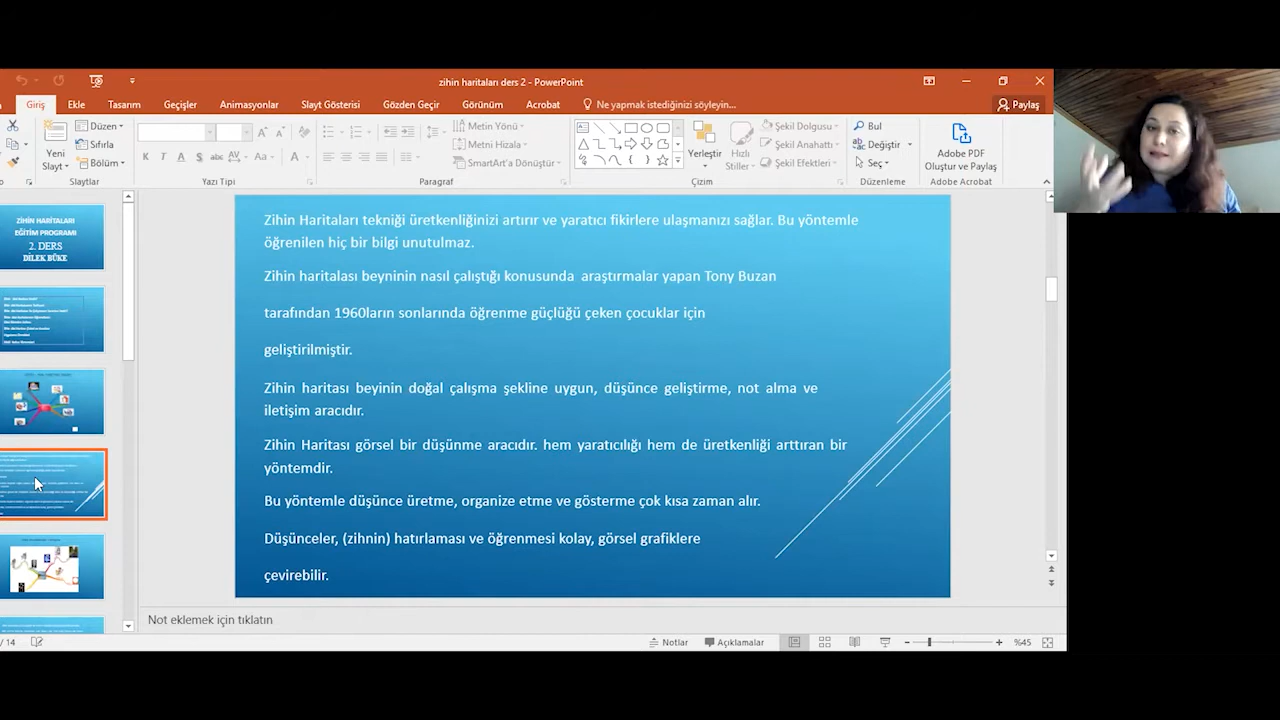 zihin haritaları ders 2 - PowerPoint
Giriş Ekle Tasarım Geçişler Animasyonlar Slayt Gösterisi Gözden Geçir Görünüm Acrobat Ne yapmak istediğinizi söyleyin... Paylaş
Yeni Slayt
Düzen
Sıfırla
Bölüm
Slaytlar
K T A S abc AV Aa A
Yazı Tipi
Metin Yönü
Metni Hizala
SmartArt'a Dönüştür
Paragraf
Yerleştir
Hızlı Stiller
Şekil Dolgusu
Şekil Anahattı
Şekil Efektleri
Çizim
Bul
Değiştir
Seç
Düzenleme
Adobe PDF
Oluştur ve Paylaş
Adobe Acrobat
ZİHİN HARİTALARI
EĞİTİM PROGRAMI
2. DERS
DİLEK BÜKE
Zihin Haritaları tekniği üretkenliğinizi artırır ve yaratıcı fikirlere ulaşmanızı sağlar. Bu yöntemle
öğrenilen hiç bir bilgi unutulmaz.
Zihin haritalası beyninin nasıl çalıştığı konusunda araştırmalar yapan Tony Buzan
tarafından 1960ların sonlarında öğrenme güçlüğü çeken çocuklar için
geliştirilmiştir.
Zihin haritası beyinin doğal çalışma şekline uygun, düşünce geliştirme, not alma ve
iletişim aracıdır.
Zihin Haritası görsel bir düşünme aracıdır. hem yaratıcılığı hem de üretkenliği arttıran bir
yöntemdir.
Bu yöntemle düşünce üretme, organize etme ve gösterme çok kısa zaman alır.
Düşünceler, (zihnin) hatırlaması ve öğrenmesi kolay, görsel grafiklere
çevirebilir.
Not eklemek için tıklatın
/ 14 Notlar Açıklamalar %45